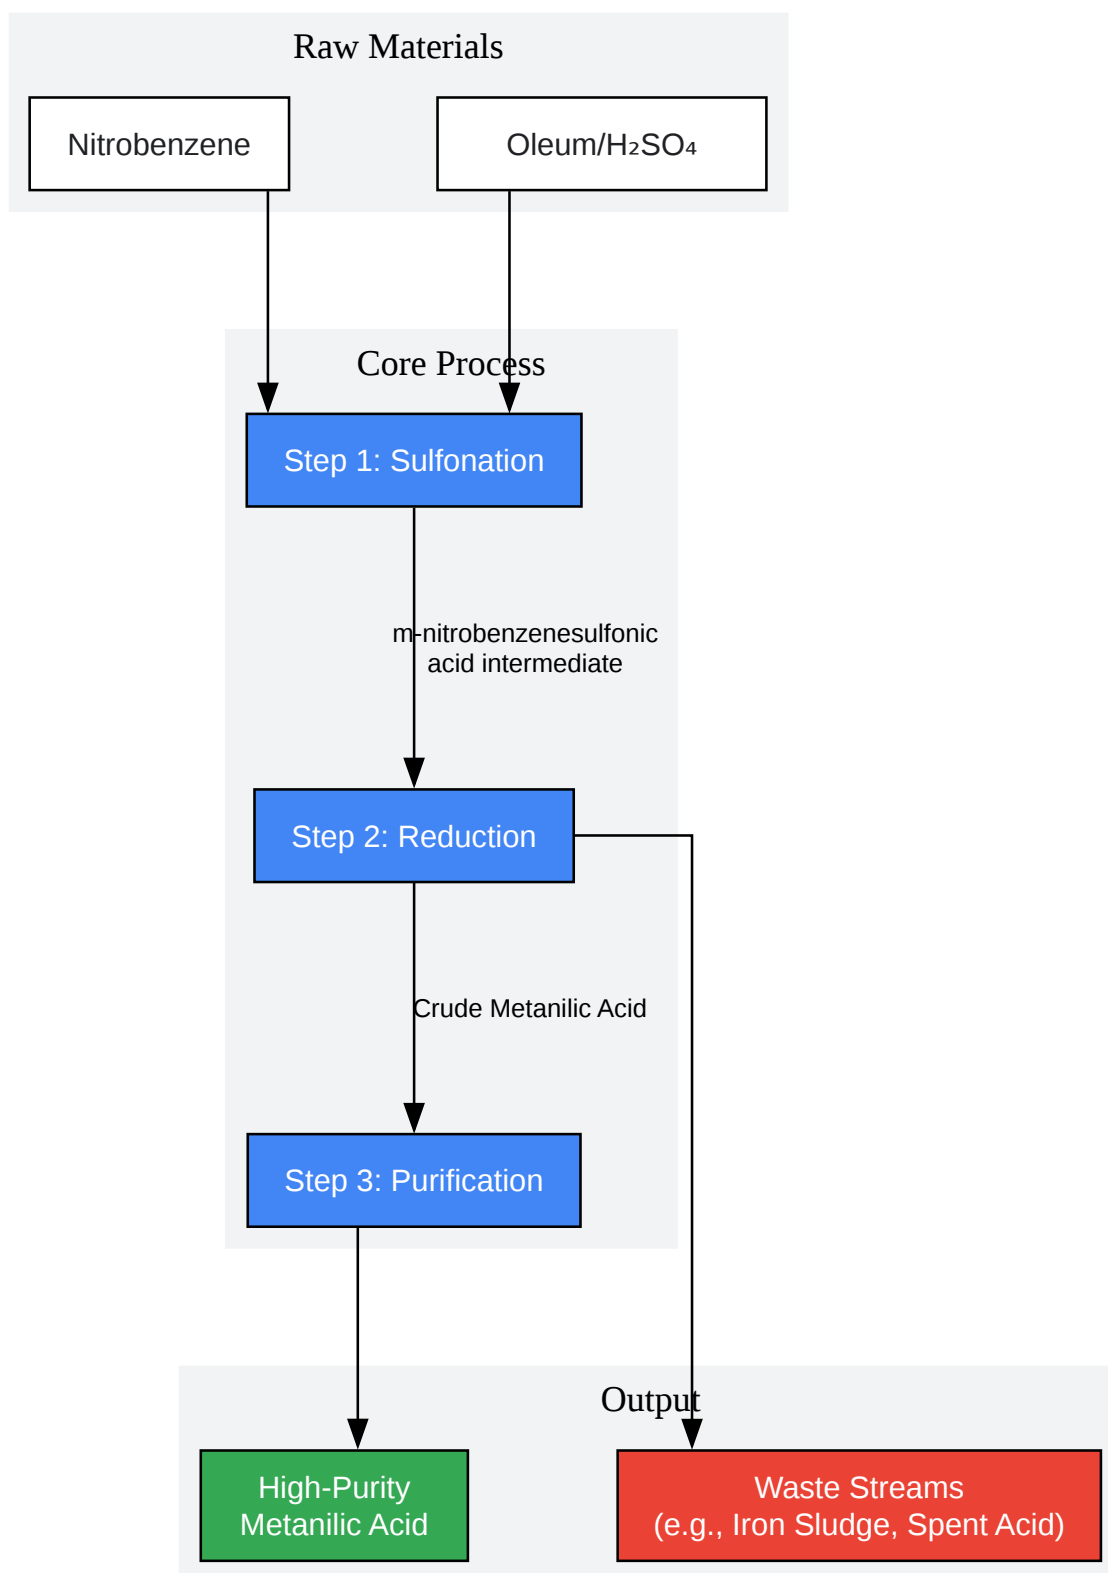 Raw Materials
Nitrobenzene
Oleum/H₂SO₄
Core Process
Step 1: Sulfonation
m-nitrobenzenesulfonic
acid intermediate
Step 2: Reduction
Crude Metanilic Acid
Step 3: Purification
Output
High-Purity
Metanilic Acid
Waste Streams
(e.g., Iron Sludge, Spent Acid)